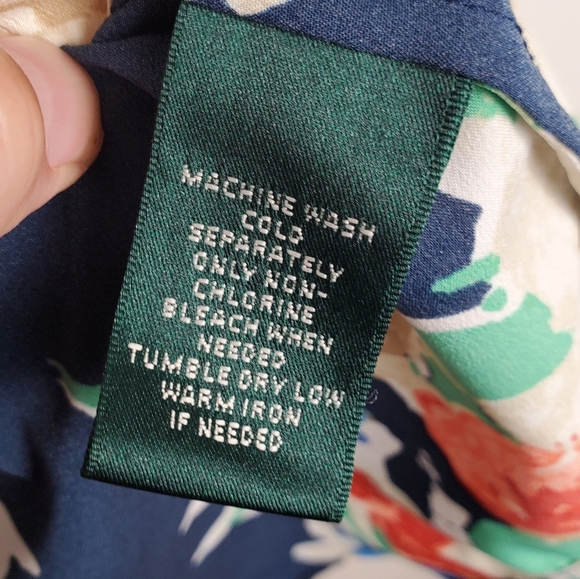 MACHINE WASH
COLD
SEPARATELY
ONLY NON-
CHLORINE
BLEACH WHEN
NEEDED
TUMBLE DRY LOW
WARM IRON
IF NEEDED